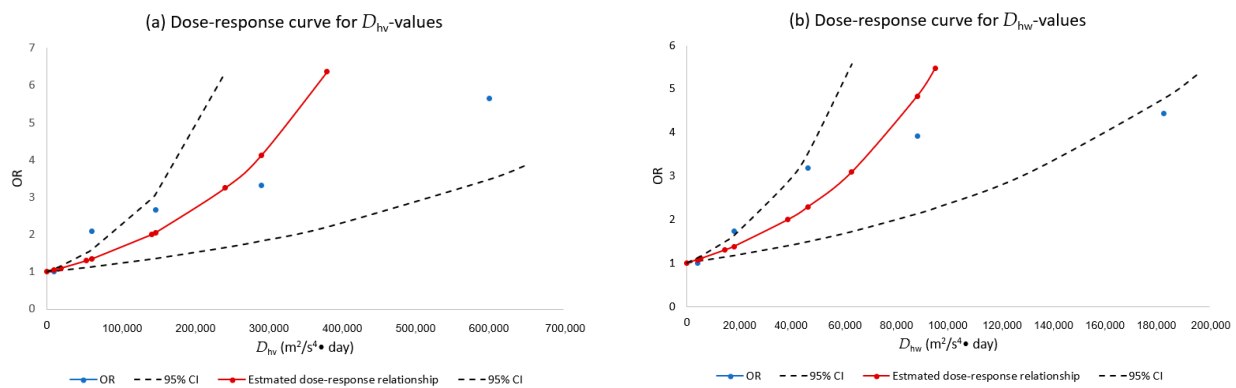 (a) Dose-response curve for Dhv-values
7
6
5
4
3
2
1
0
OR
0
100,000
200,000
300,000
400,000
500,000
600,000
700,000
Dhv (m²/s⁴• day)
OR
95% CI
Estmated dose-response relationship
95% CI
(b) Dose-response curve for Dhw-values
6
5
4
3
2
1
0
OR
0
20,000
40,000
60,000
80,000
100,000
120,000
140,000
160,000
180,000
200,000
Dhw (m²/s⁴• day)
OR
95% CI
Estmated dose-response relationship
95% CI